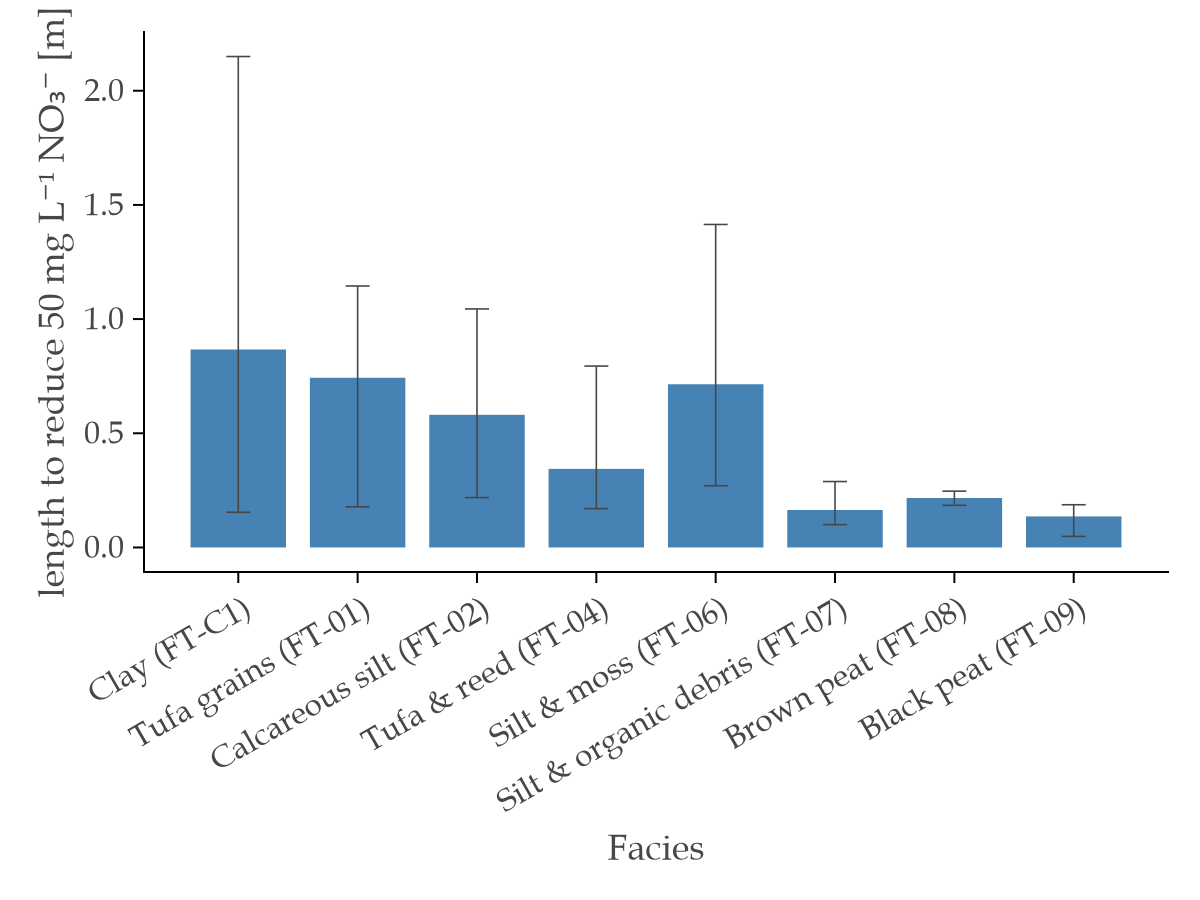 length to reduce 50 mg L⁻¹ NO₃⁻ [m]
2.0
1.5
1.0
0.5
0.0
Clay (FT-C1)
Tufa grains (FT-01)
Calcareous silt (FT-02)
Tufa & reed (FT-04)
Silt & moss (FT-06)
Silt & organic debris (FT-07)
Brown peat (FT-08)
Black peat (FT-09)
Facies